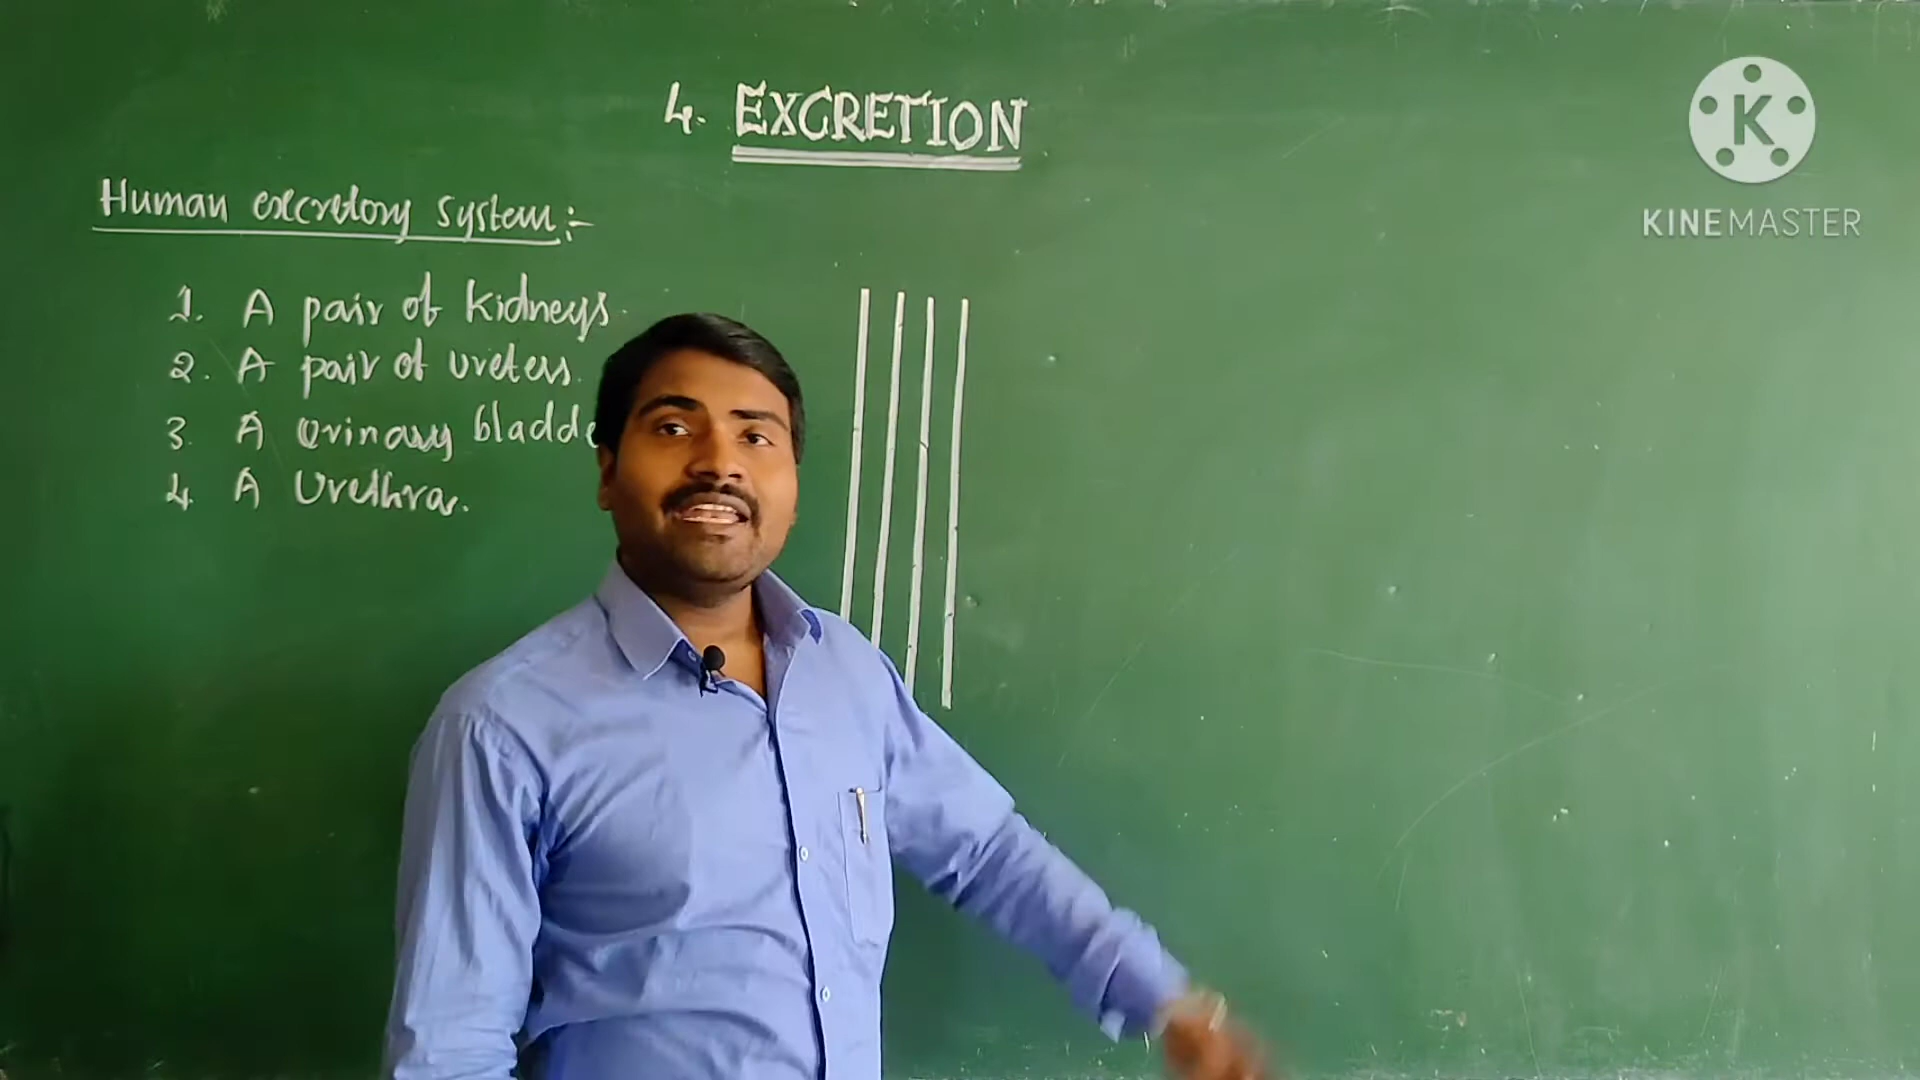 4. EXCRETION
Human excretory system:-
1. A pair of kidneys.
2. A pair of ureters.
3. A urinary bladde
4. A Urethra.
K
KINEMASTER